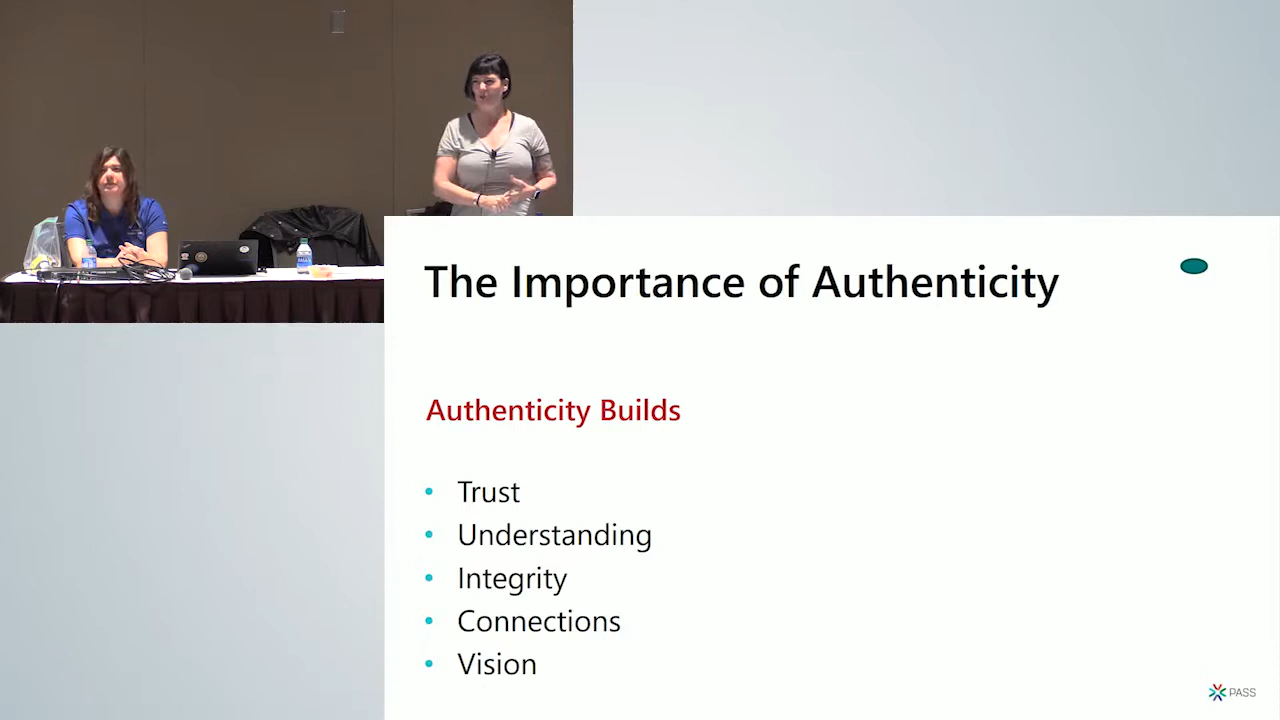 The Importance of Authenticity
Authenticity Builds
• Trust
• Understanding
• Integrity
• Connections
• Vision
PASS